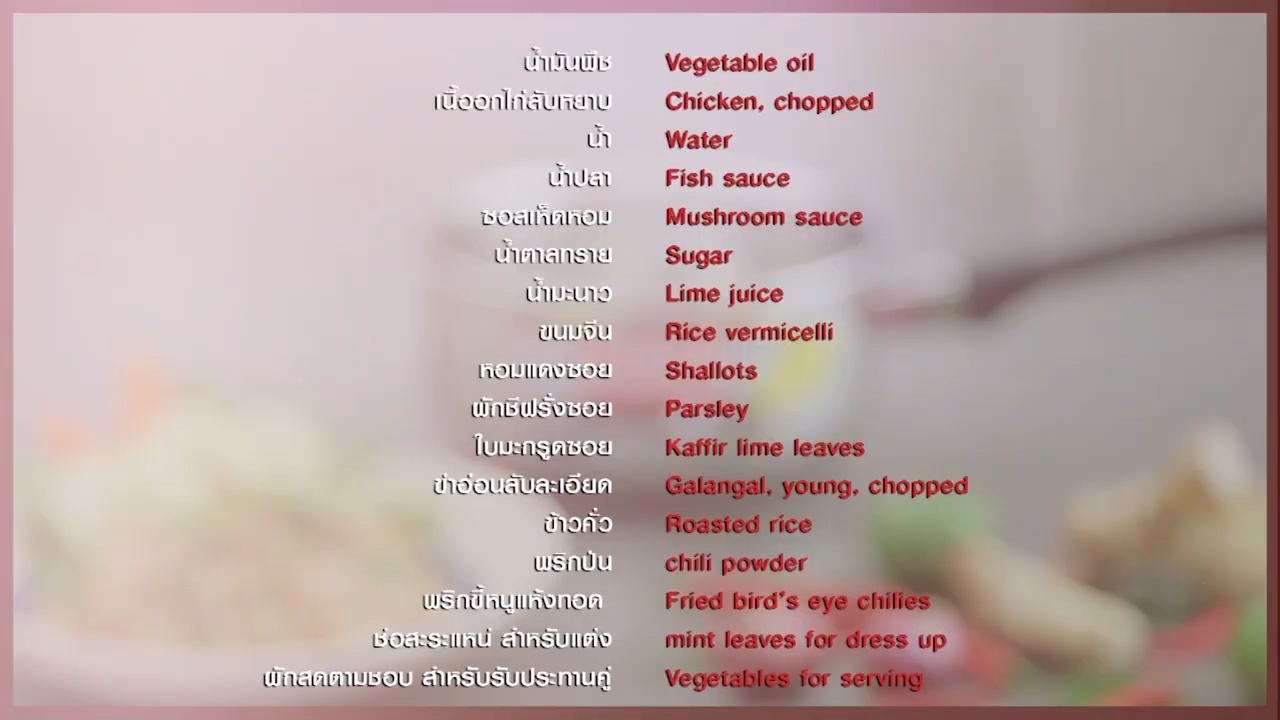 น้ำมันพืช Vegetable oil
เนื้ออกไก่สับหยาบ Chicken, chopped
น้ำ Water
น้ำปลา Fish sauce
ซอสเห็ดหอม Mushroom sauce
น้ำตาลทราย Sugar
น้ำมะนาว Lime juice
ขนมจีน Rice vermicelli
หอมแดงซอย Shallots
ผักชีฝรั่งซอย Parsley
ใบมะกรูดซอย Kaffir lime leaves
ข่าอ่อนสับละเอียด Galangal, young, chopped
ข้าวคั่ว Roasted rice
พริกป่น chili powder
พริกขี้หนูแห้งทอด Fried bird's eye chilies
ช่อสะระแหน่ สำหรับแต่ง mint leaves for dress up
ผักสดตามชอบ สำหรับรับประทานคู่ Vegetables for serving